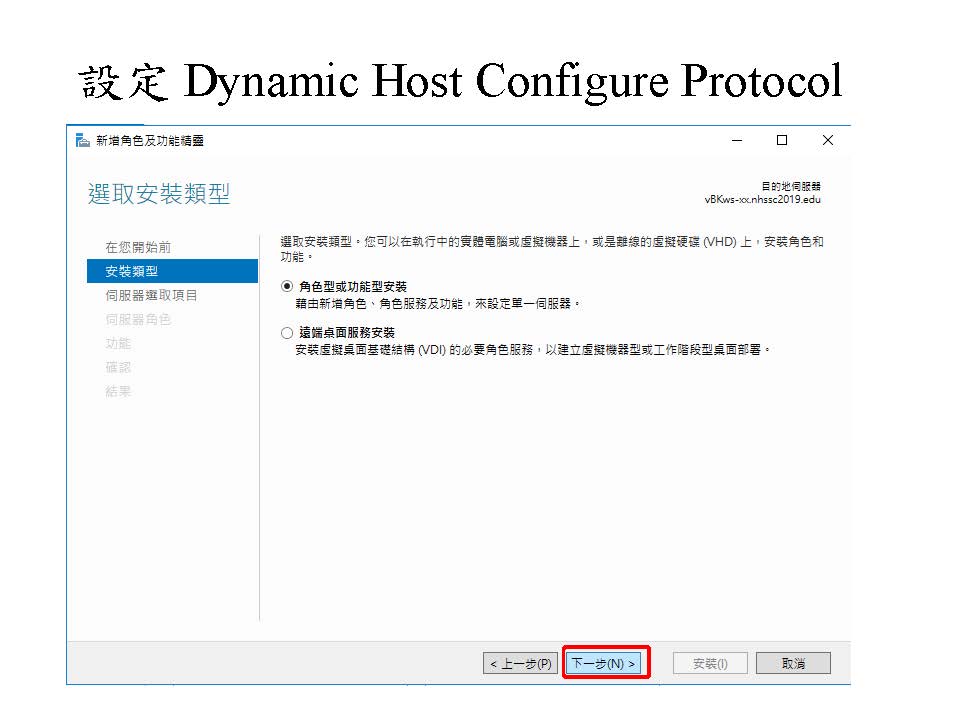 設定 Dynamic Host Configure Protocol
新增角色及功能精靈
選取安裝類型
目的地伺服器
vBKws-xx.nhssc2019.edu
在您開始前
安裝類型
伺服器選取項目
伺服器角色
功能
確認
結果
選取安裝類型。您可以在執行中的實體電腦或虛擬機器上，或是離線的虛擬硬碟 (VHD) 上，安裝角色和
功能。
角色型或功能型安裝
藉由新增角色、角色服務及功能，來設定單一伺服器。
遠端桌面服務安裝
安裝虛擬桌面基礎結構 (VDI) 的必要角色服務，以建立虛擬機器型或工作階段型桌面部署。
< 上一步(P)
下一步(N) >
安裝(I)
取消